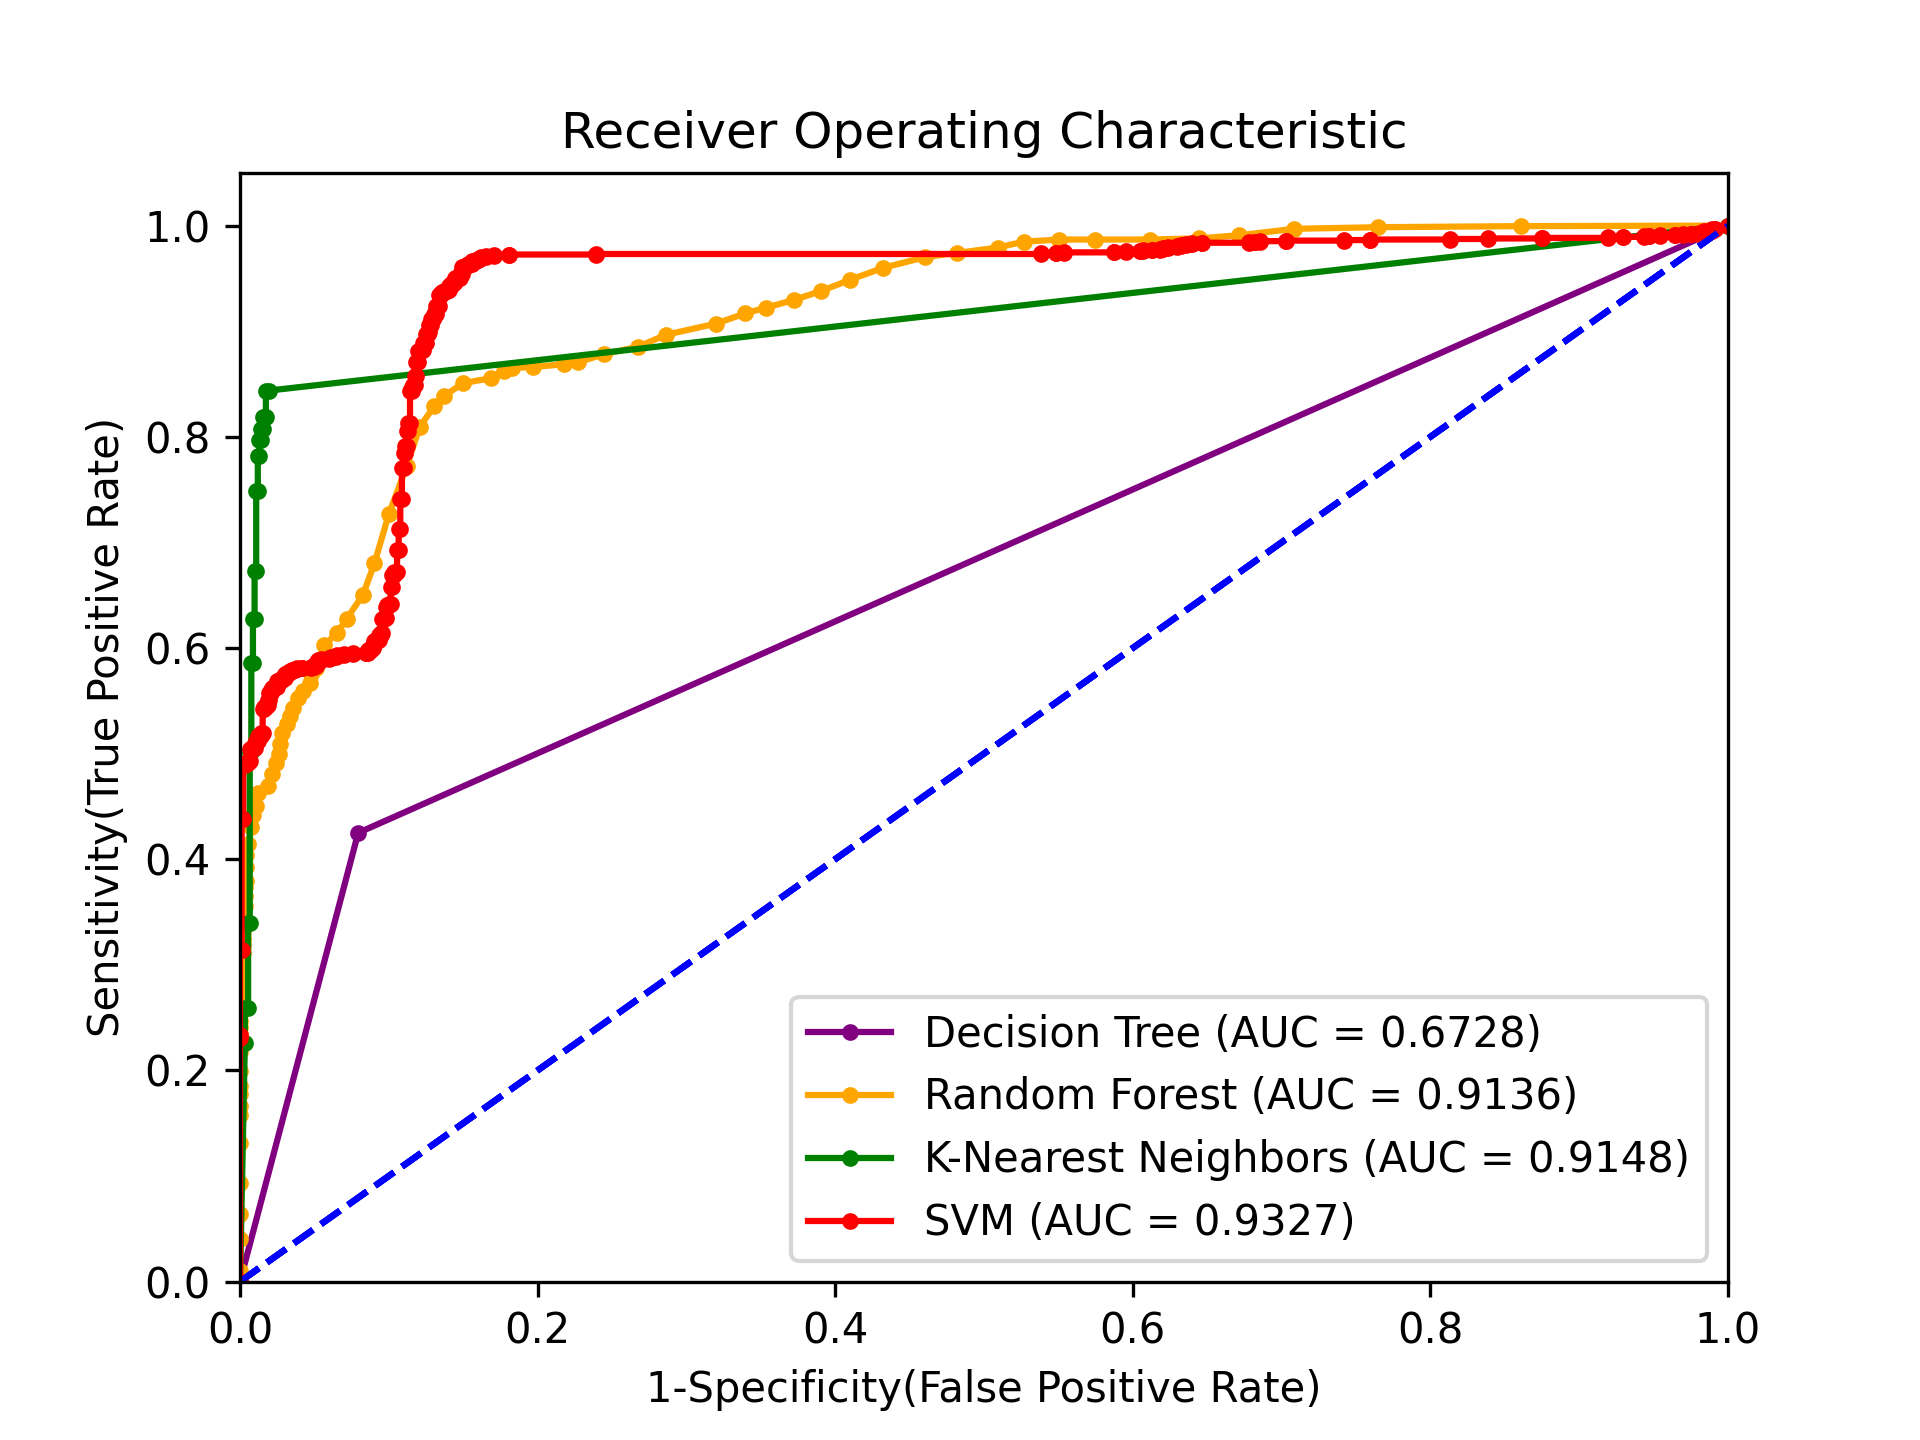 Receiver Operating Characteristic
Sensitivity(True Positive Rate)
1.0
0.8
0.6
0.4
0.2
0.0
0.0 0.2 0.4 0.6 0.8 1.0
1-Specificity(False Positive Rate)
Decision Tree (AUC = 0.6728)
Random Forest (AUC = 0.9136)
K-Nearest Neighbors (AUC = 0.9148)
SVM (AUC = 0.9327)